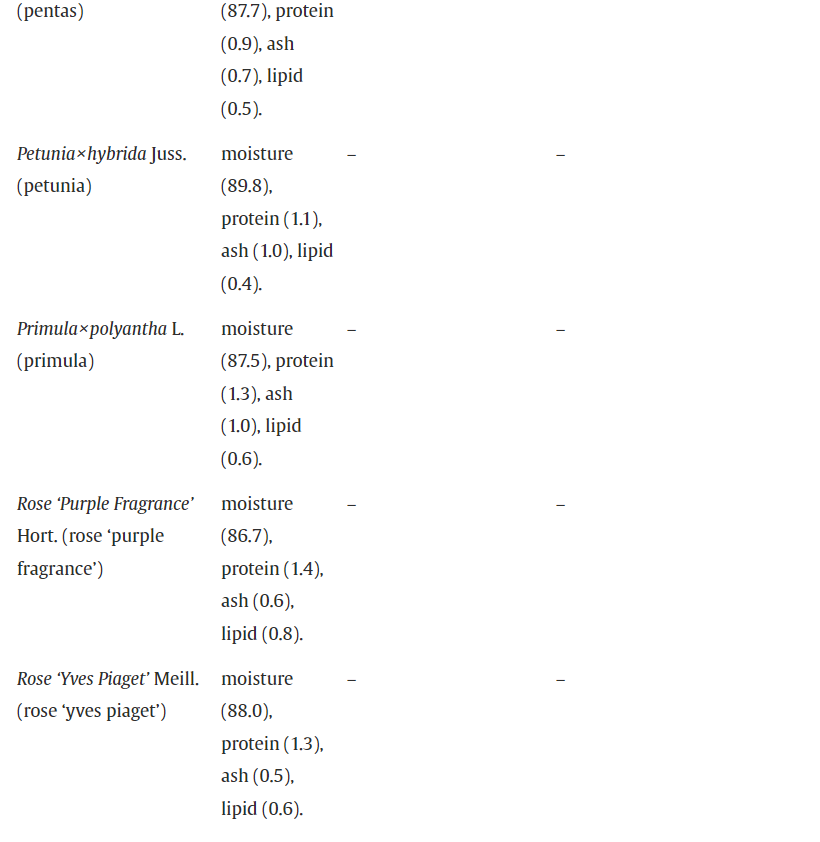 (pentas)
(87.7), protein
(0.9), ash
(0.7), lipid
(0.5).
Petunia×hybrida Juss.
(petunia)
moisture
(89.8),
protein (1.1),
ash (1.0), lipid
(0.4).
–
–
Primula×polyantha L.
(primula)
moisture
(87.5), protein
(1.3), ash
(1.0), lipid
(0.6).
–
–
Rose ‘Purple Fragrance’
Hort. (rose ‘purple
fragrance’)
moisture
(86.7),
protein (1.4),
ash (0.6),
lipid (0.8).
–
–
Rose ‘Yves Piaget’ Meill.
(rose ‘yves piaget’)
moisture
(88.0),
protein (1.3),
ash (0.5),
lipid (0.6).
–
–